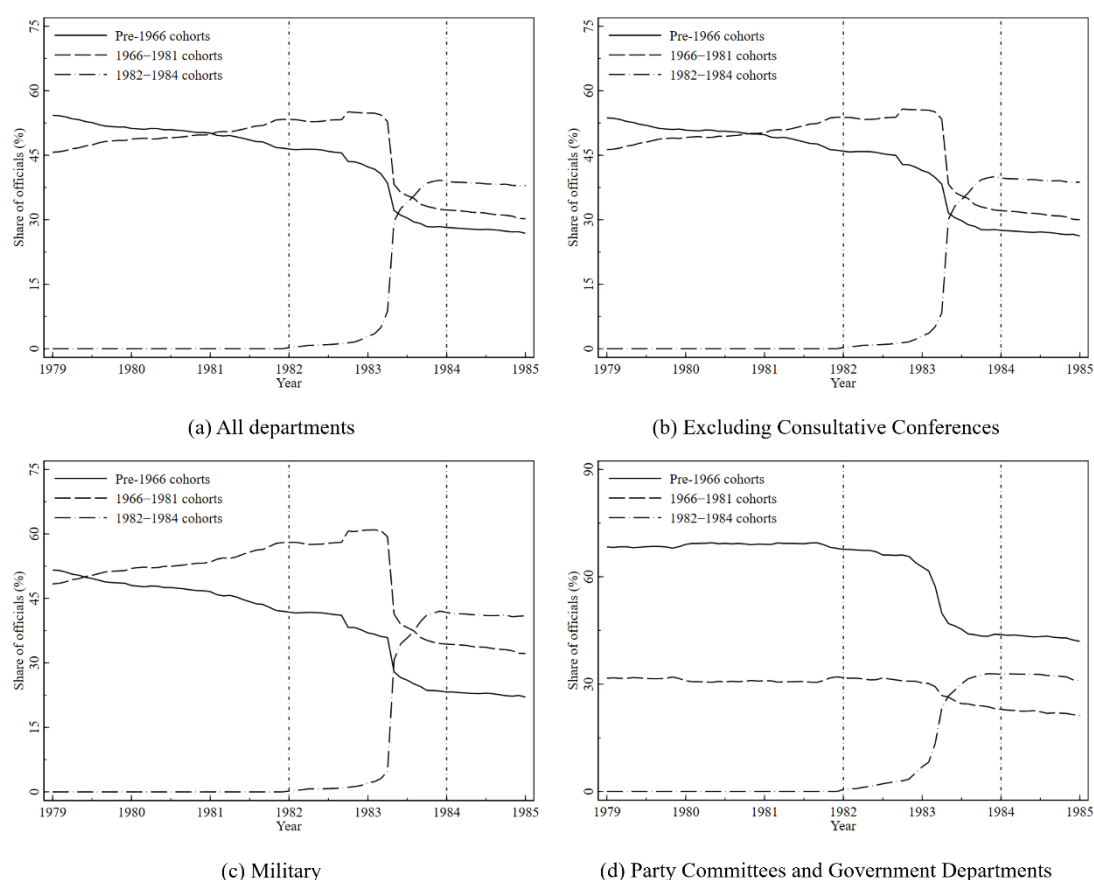 75
60
45
30
15
0
Share of officials (%)
Pre-1966 cohorts
1966−1981 cohorts
1982−1984 cohorts
1979 1980 1981 1982 1983 1984 1985
Year
(a) All departments
75
60
45
30
15
0
Share of officials (%)
Pre-1966 cohorts
1966−1981 cohorts
1982−1984 cohorts
1979 1980 1981 1982 1983 1984 1985
Year
(b) Excluding Consultative Conferences
75
60
45
30
15
0
Share of officials (%)
Pre-1966 cohorts
1966−1981 cohorts
1982−1984 cohorts
1979 1980 1981 1982 1983 1984 1985
Year
(c) Military
90
60
30
0
Share of officials (%)
Pre-1966 cohorts
1966−1981 cohorts
1982−1984 cohorts
1979 1980 1981 1982 1983 1984 1985
Year
(d) Party Committees and Government Departments